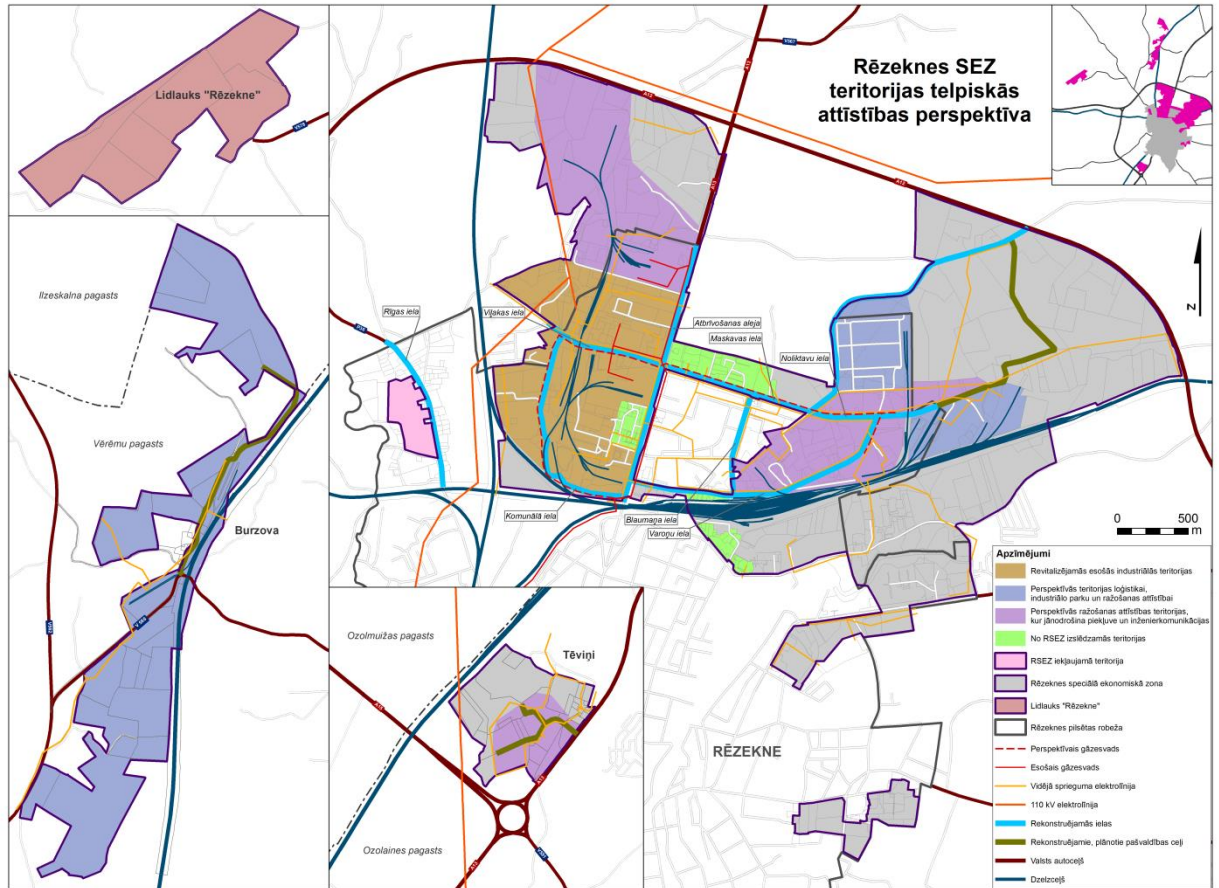 Rēzeknes SEZ
teritorijas telpiskās
attīstības perspektīva
Lidlauks "Rēzekne"
Ilzeskalna pagasts
Vērēmu pagasts
Burzova
Rīgas iela
Viļakas iela
Atbrīvošanas aleja
Maskavas iela
Noliktavu iela
Komunālā iela
Blaumaņa iela
Varoņu iela
Ozolmuižas pagasts
Tēviņi
Ozolaines pagasts
RĒZEKNE
A12
A13
N
0 500
m
Apzīmējumi
Revitalizējamās esošās industriālās teritorijas
Perspektīvās teritorijas loģistikai,
industriālo parku un ražošanas attīstībai
Perspektīvās ražošanas attīstības teritorijas,
kur jānodrošina piekļuve un inženierkomunikācijas
No RSEZ izslēdzamās teritorijas
RSEZ iekļaujamā teritorija
Rēzeknes speciālā ekonomiskā zona
Lidlauks "Rēzekne"
Rēzeknes pilsētas robeža
Perspektīvais gāzesvads
Esošais gāzesvads
Vidējā sprieguma elektrolīnija
110 kV elektrolīnija
Rekonstruējamās ielas
Rekonstruējamie, plānotie pašvaldības ceļi
Valsts autoceļš
Dzelzceļš